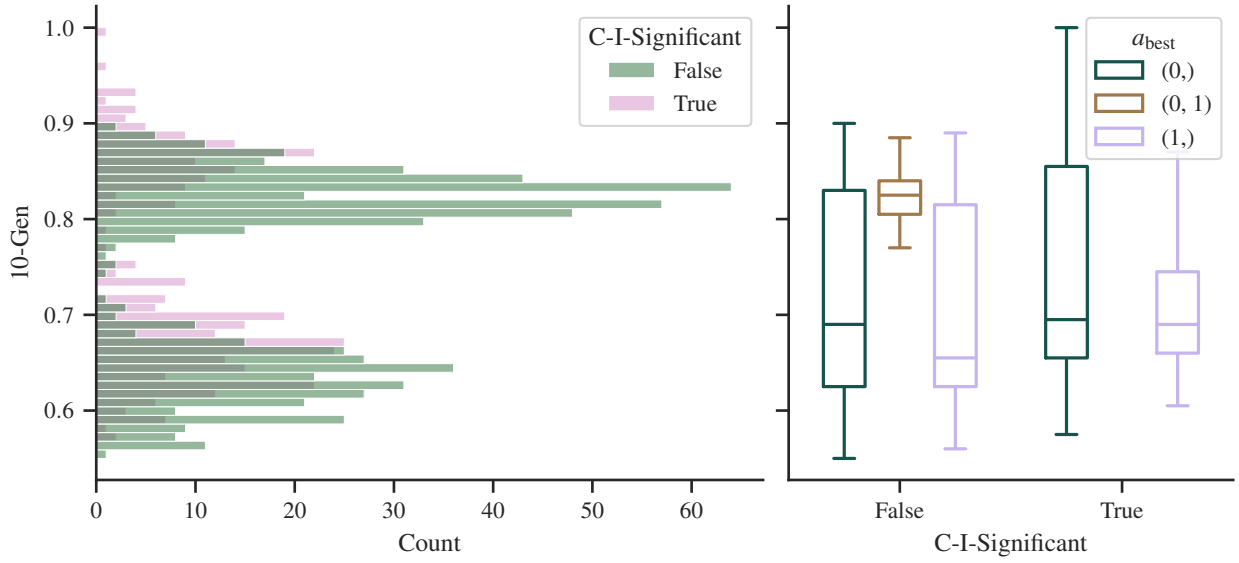 1.0
0.9
0.8
0.7
0.6
10-Gen
0 10 20 30 40 50 60
Count
C-I-Significant
False
True
a_best
(0,)
(0, 1)
(1,)
False True
C-I-Significant